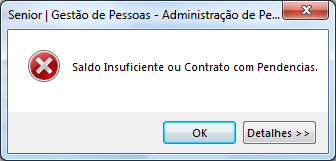 Senior | Gestão de Pessoas - Administração de Pe...
Saldo Insuficiente ou Contrato com Pendencias.
OK
Detalhes >>